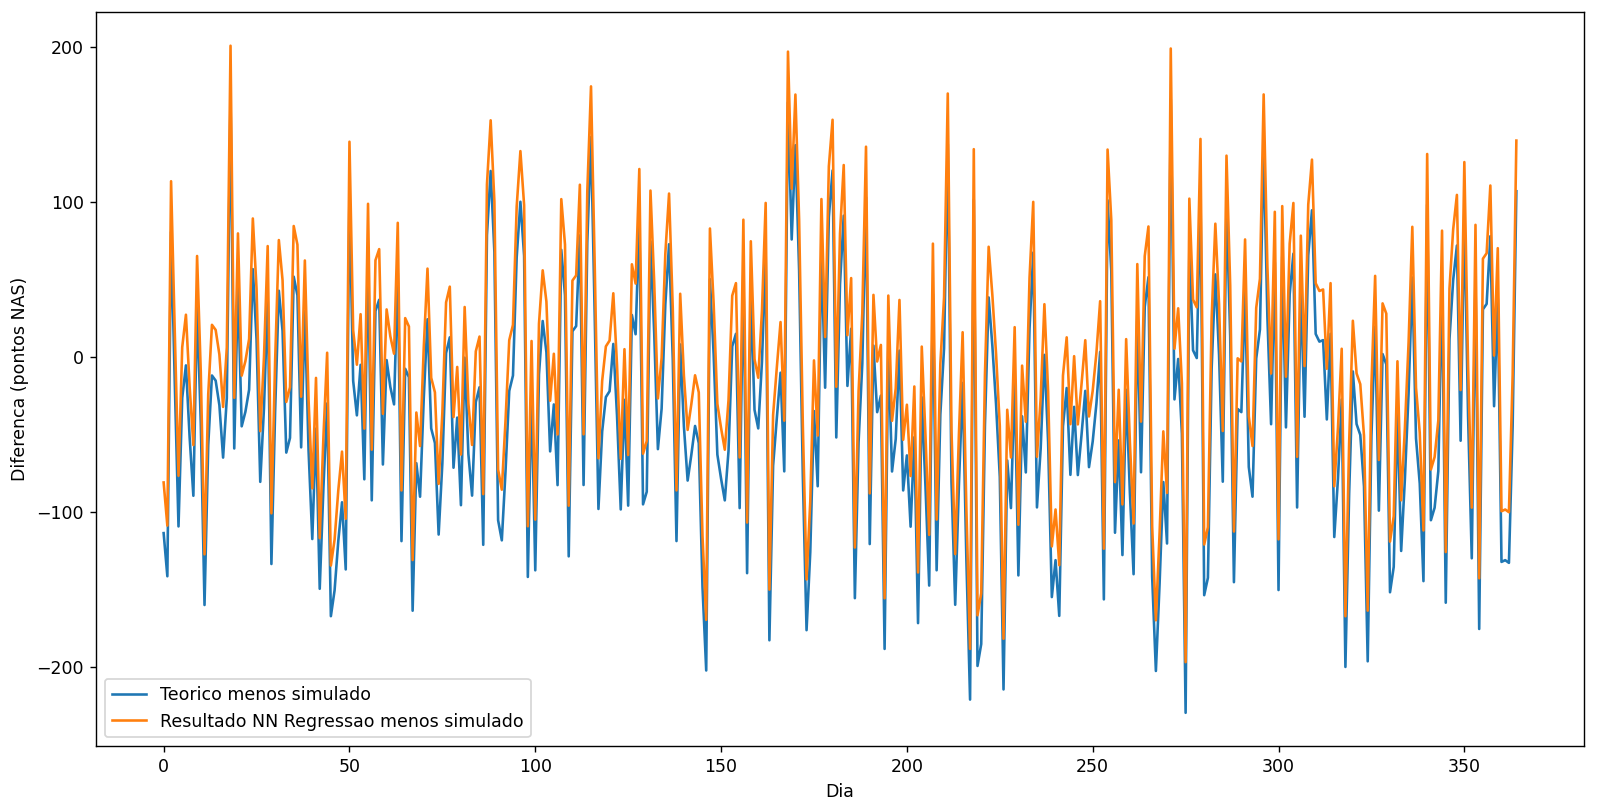 Diferenca (pontos NAS)
200
100
0
−100
−200
Teorico menos simulado
Resultado NN Regressao menos simulado
0 50 100 150 200 250 300 350
Dia